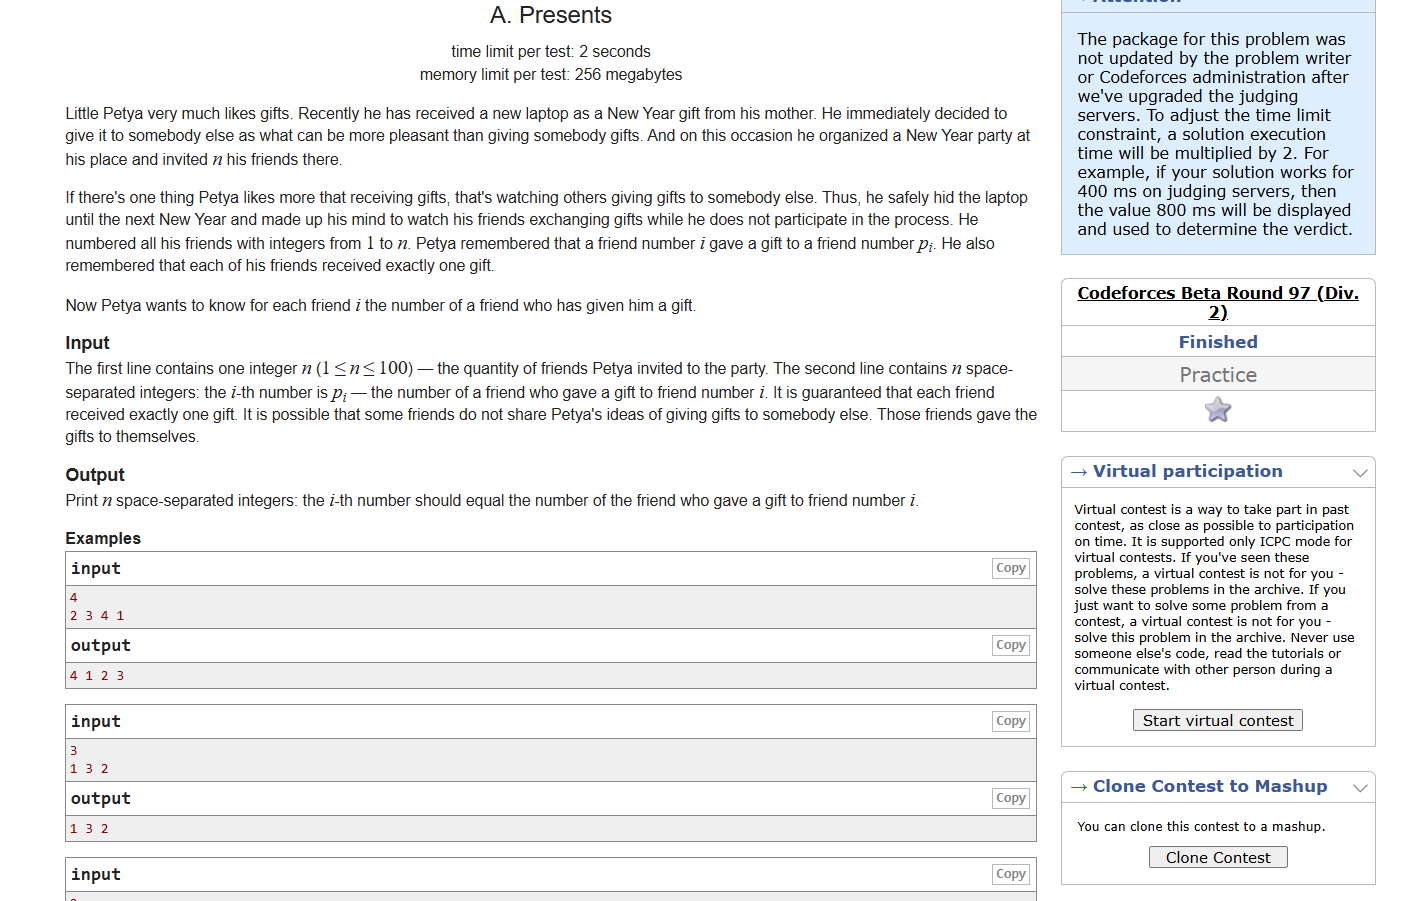 A. Presents
time limit per test: 2 seconds
memory limit per test: 256 megabytes
Little Petya very much likes gifts. Recently he has received a new laptop as a New Year gift from his mother. He immediately decided to
give it to somebody else as what can be more pleasant than giving somebody gifts. And on this occasion he organized a New Year party at
his place and invited n his friends there.
If there's one thing Petya likes more that receiving gifts, that's watching others giving gifts to somebody else. Thus, he safely hid the laptop
until the next New Year and made up his mind to watch his friends exchanging gifts while he does not participate in the process. He
numbered all his friends with integers from 1 to n. Petya remembered that a friend number i gave a gift to a friend number pᵢ. He also
remembered that each of his friends received exactly one gift.
Now Petya wants to know for each friend i the number of a friend who has given him a gift.
Input
The first line contains one integer n (1 ≤ n ≤ 100) — the quantity of friends Petya invited to the party. The second line contains n space-
separated integers: the i-th number is pᵢ — the number of a friend who gave a gift to friend number i. It is guaranteed that each friend
received exactly one gift. It is possible that some friends do not share Petya's ideas of giving gifts to somebody else. Those friends gave the
gifts to themselves.
Output
Print n space-separated integers: the i-th number should equal the number of the friend who gave a gift to friend number i.
Examples
input
Copy
4
2 3 4 1
output
Copy
4 1 2 3
input
Copy
3
1 3 2
output
Copy
1 3 2
input
Copy
→ Attention
The package for this problem was
not updated by the problem writer
or Codeforces administration after
we've upgraded the judging
servers. To adjust the time limit
constraint, a solution execution
time will be multiplied by 2. For
example, if your solution works for
400 ms on judging servers, then
the value 800 ms will be displayed
and used to determine the verdict.
Codeforces Beta Round 97 (Div.
2)
Finished
Practice
→ Virtual participation
Virtual contest is a way to take part in past
contest, as close as possible to participation
on time. It is supported only ICPC mode for
virtual contests. If you've seen these
problems, a virtual contest is not for you -
solve these problems in the archive. If you
just want to solve some problem from a
contest, a virtual contest is not for you -
solve this problem in the archive. Never use
someone else's code, read the tutorials or
communicate with other person during a
virtual contest.
Start virtual contest
→ Clone Contest to Mashup
You can clone this contest to a mashup.
Clone Contest